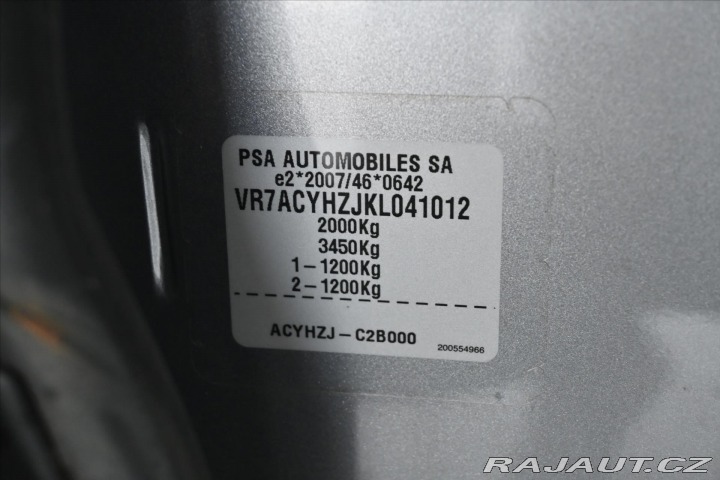 PSA AUTOMOBILES SA
e2*2007/46*0642
VR7ACYHZJKL041012
2000Kg
3450Kg
1-1200Kg
2-1200Kg
ACYHZJ-C2B000
200554966
RAJAUT.CZ